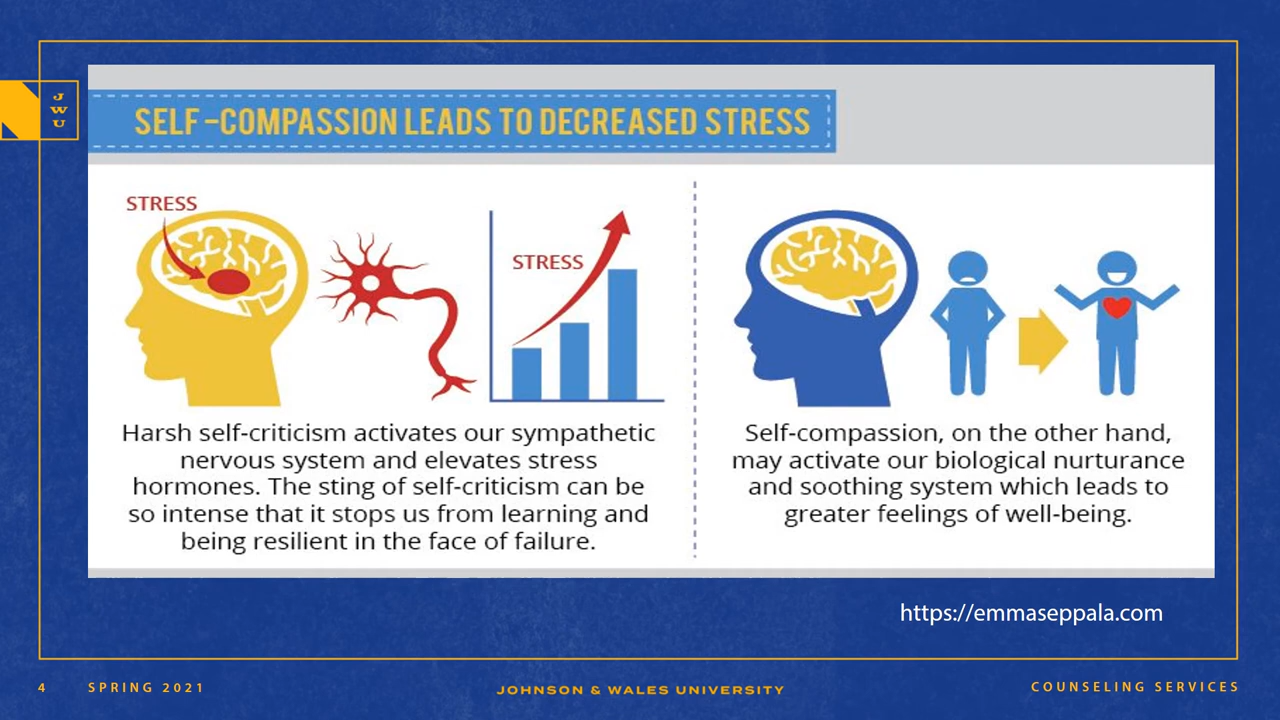 J
W
U
SELF –COMPASSION LEADS TO DECREASED STRESS
STRESS
STRESS
Harsh self-criticism activates our sympathetic
nervous system and elevates stress
hormones. The sting of self-criticism can be
so intense that it stops us from learning and
being resilient in the face of failure.
Self-compassion, on the other hand,
may activate our biological nurturance
and soothing system which leads to
greater feelings of well-being.
https://emmaseppala.com
4 SPRING 2021 JOHNSON & WALES UNIVERSITY COUNSELING SERVICES